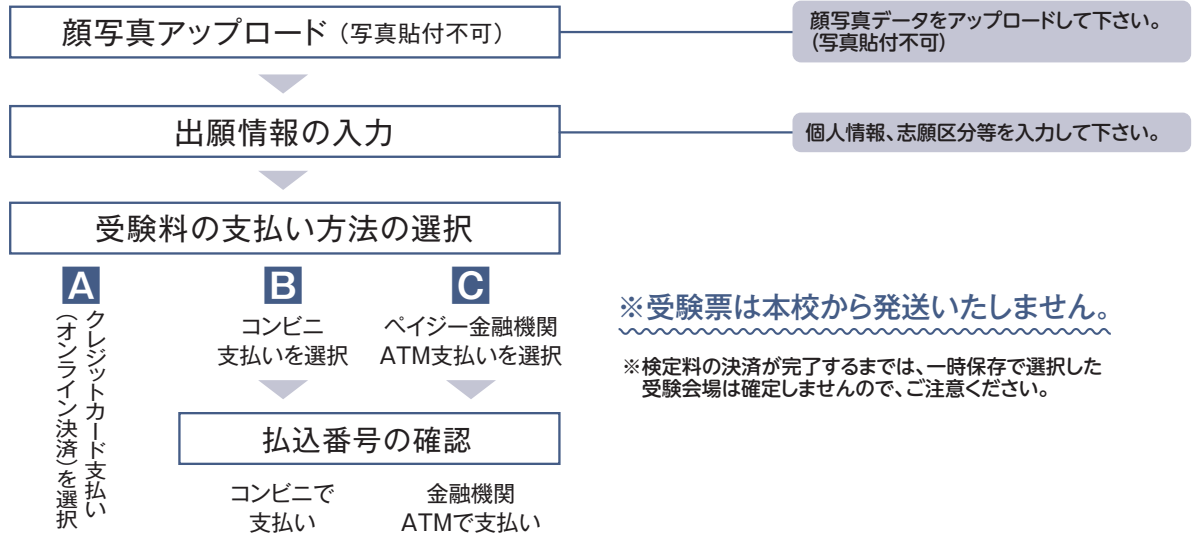 顔写真アップロード（写真貼付不可）
顔写真データをアップロードして下さい。
（写真貼付不可）
出願情報の入力
個人情報、志願区分等を入力して下さい。
受験料の支払い方法の選択
A
クレジットカード支払い
（オンライン決済）を選択
B
コンビニ
支払いを選択
C
ペイジー金融機関
ATM支払いを選択
払込番号の確認
コンビニで
支払い
金融機関
ATMで支払い
※受験票は本校から発送いたしません。
※検定料の決済が完了するまでは、一時保存で選択した
受験会場は確定しませんので、ご注意ください。